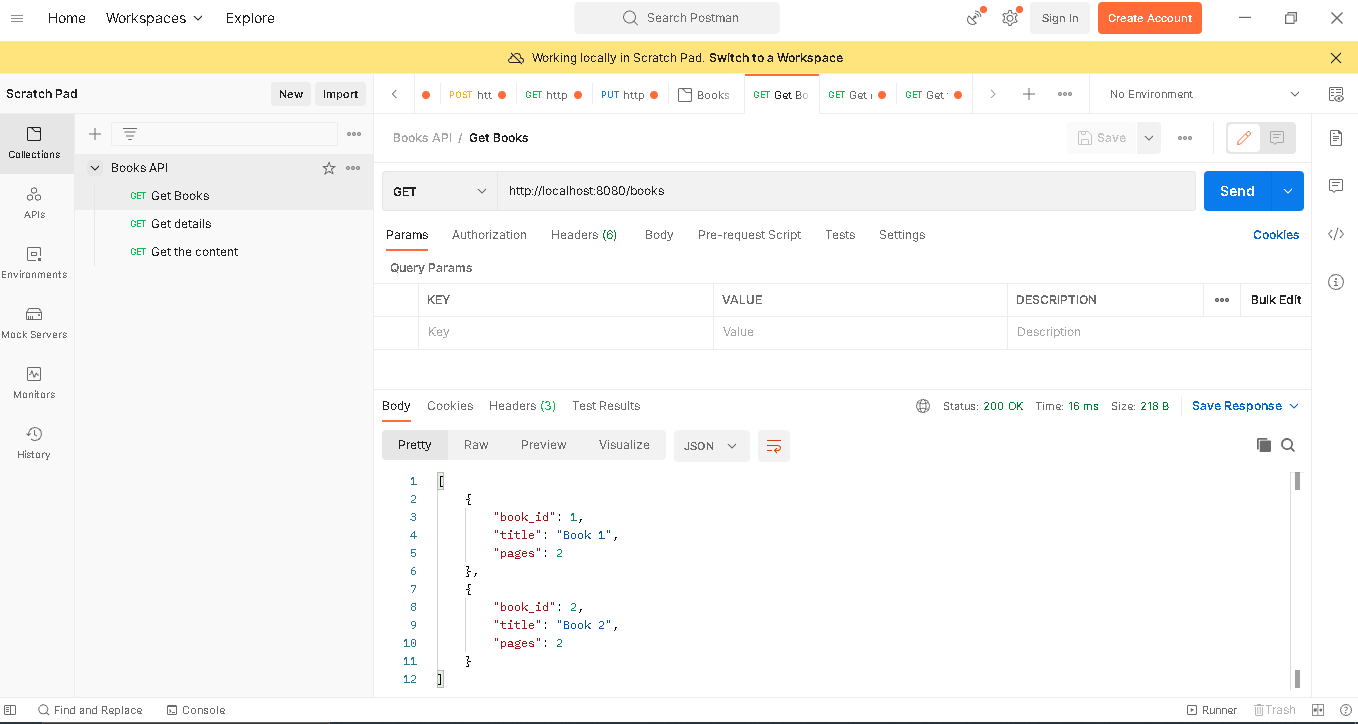 Home Workspaces Explore Search Postman Sign In Create Account
Working locally in Scratch Pad. Switch to a Workspace
Scratch Pad New Import
POST htt GET http PUT http Books GET Get Bo GET Get GET Get No Environment
Collections
APIs
Environments
Mock Servers
Monitors
History
Books API
GET Get Books
GET Get details
GET Get the content
Books API / Get Books Save
GET http://localhost:8080/books Send
Params Authorization Headers (6) Body Pre-request Script Tests Settings Cookies
Query Params
KEY VALUE DESCRIPTION Bulk Edit
Key Value Description
Body Cookies Headers (3) Test Results Status: 200 OK Time: 16 ms Size: 218 B Save Response
Pretty Raw Preview Visualize JSON
1 [
2 {
3 "book_id": 1,
4 "title": "Book 1",
5 "pages": 2
6 },
7 {
8 "book_id": 2,
9 "title": "Book 2",
10 "pages": 2
11 }
12 ]
Find and Replace Console Runner Trash